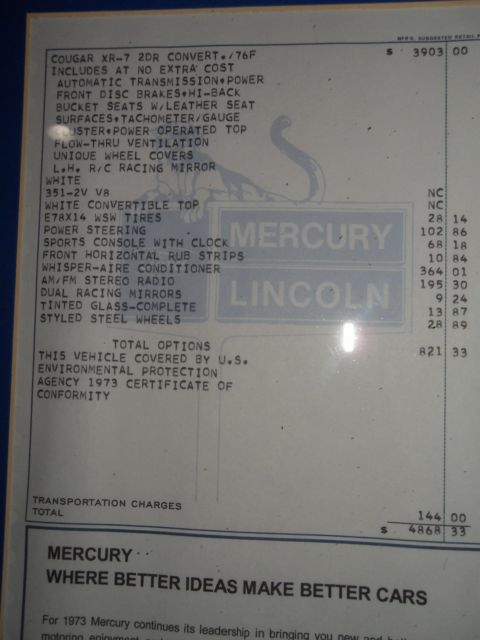 MFR'S. SUGGESTED RETAIL
COUGAR XR-7 2DR CONVERT./76F $ 3903 00
INCLUDES AT NO EXTRA COST
AUTOMATIC TRANSMISSION*POWER
FRONT DISC BRAKES*HI-BACK
BUCKET SEATS W/LEATHER SEAT
SURFACES*TACHOMETER/GAUGE
CLUSTER*POWER OPERATED TOP
FLOW-THRU VENTILATION
UNIQUE WHEEL COVERS
L.H. R/C RACING MIRROR
WHITE
351-2V V8 NC
WHITE CONVERTIBLE TOP NC
E78X14 WSW TIRES 28 14
POWER STEERING 102 86
SPORTS CONSOLE WITH CLOCK 68 18
FRONT HORIZONTAL RUB STRIPS 10 84
WHISPER-AIRE CONDITIONER 364 01
AM/FM STEREO RADIO 195 30
DUAL RACING MIRRORS 9 24
TINTED GLASS-COMPLETE 13 87
STYLED STEEL WHEELS 28 89
MERCURY
LINCOLN
TOTAL OPTIONS 821 33
THIS VEHICLE COVERED BY U.S.
ENVIRONMENTAL PROTECTION
AGENCY 1973 CERTIFICATE OF
CONFORMITY
TRANSPORTATION CHARGES 144 00
TOTAL $ 4868 33
MERCURY
WHERE BETTER IDEAS MAKE BETTER CARS
For 1973 Mercury continues its leadership in bringing you new and
motoring enjoyment